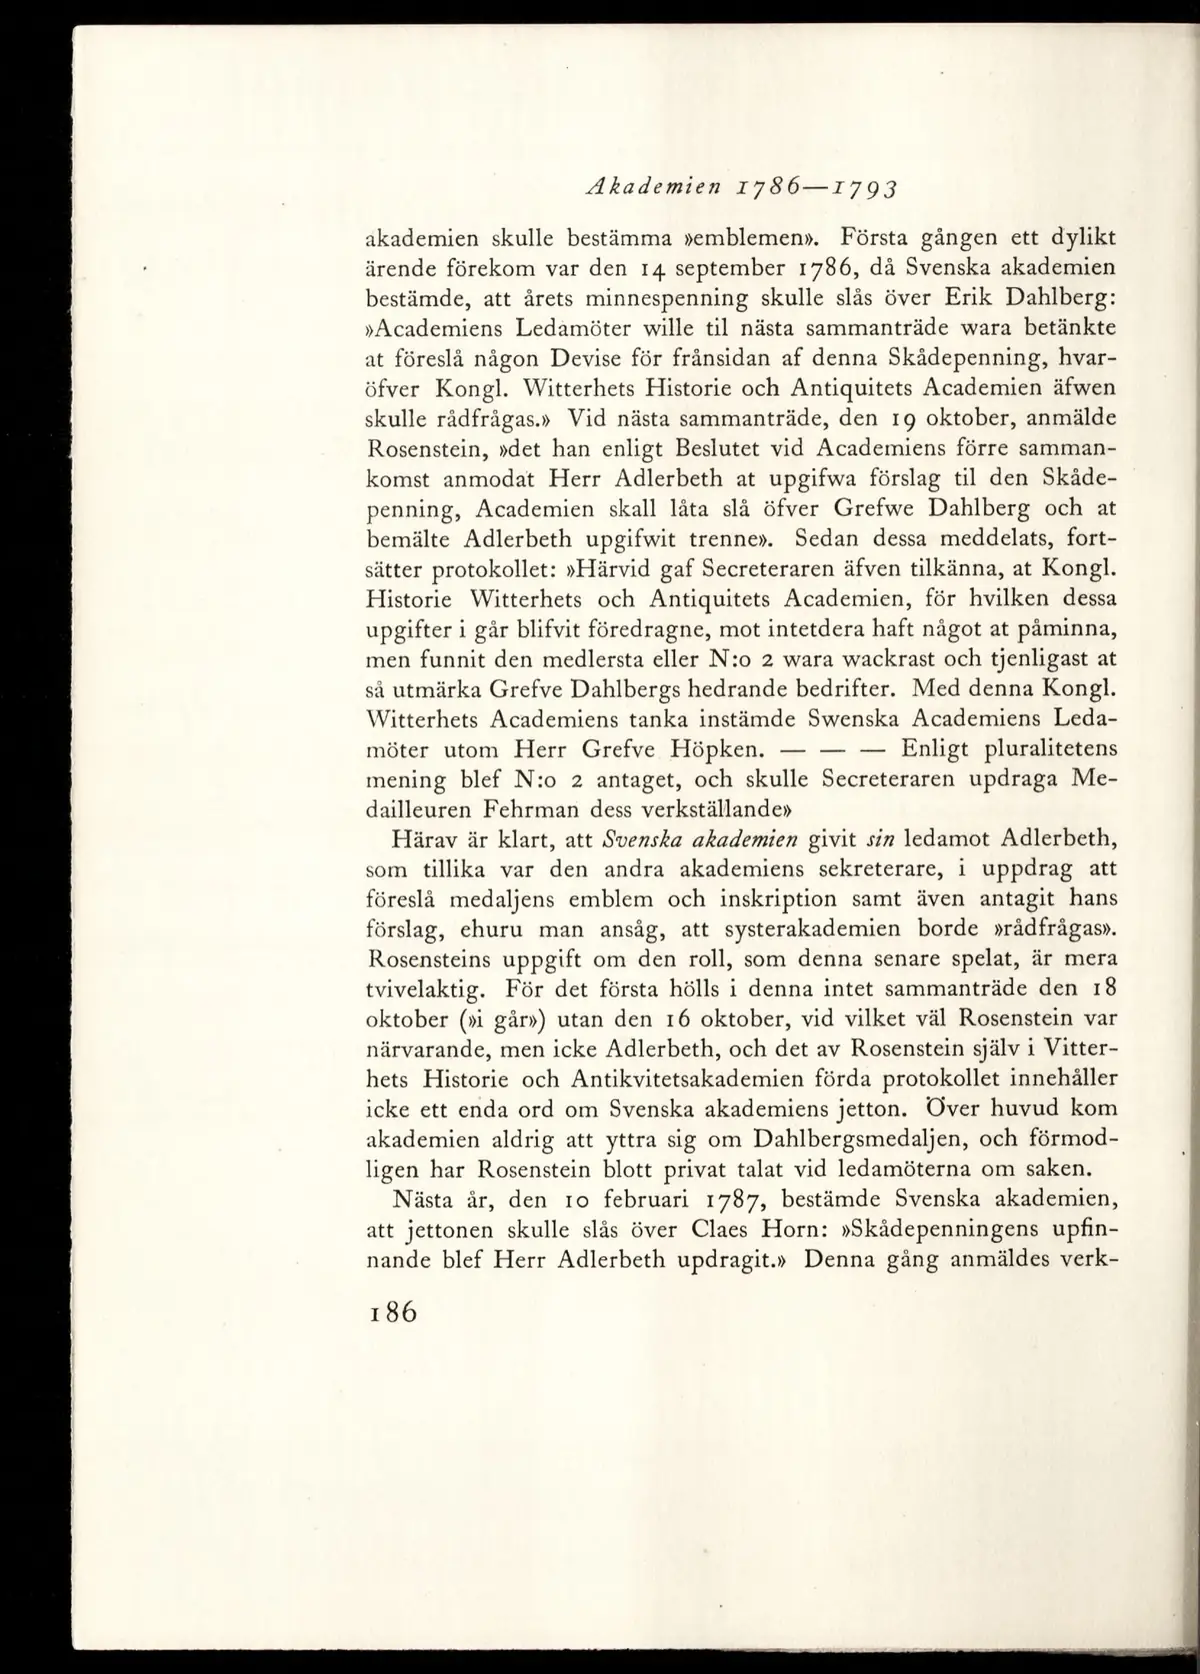 Akademien 1786—1793
akademien skulle bestämma »emblemen». Första gången ett dylikt
ärende förekom var den 14 september 1786, då Svenska akademien
bestämde, att årets minnespenning skulle slås över Erik Dahlberg:
»Academiens Ledamöter wille til nästa sammanträde wara betänkte
at föreslå någon Devise för frånsidan af denna Skådepenning, hvar-
öfver Kongl. Witterhets Historie och Antiquitets Academien äfwen
skulle rådfrågas.» Vid nästa sammanträde, den 19 oktober, anmälde
Rosenstein, »det han enligt Beslutet vid Academiens förre samman-
komst anmodat Herr Adlerbeth at upgifwa förslag til den Skåde-
penning, Academien skall låta slå öfver Grefwe Dahlberg och at
bemälte Adlerbeth upgifwit trenne». Sedan dessa meddelats, fort-
sätter protokollet: »Härvid gaf Secreteraren äfven tilkänna, at Kongl.
Historie Witterhets och Antiquitets Academien, för hvilken dessa
upgifter i går blifvit föredragne, mot intetdera haft något at påminna,
men funnit den medlersta eller N:o 2 wara wackrast och tjenligast at
så utmärka Grefve Dahlbergs hedrande bedrifter. Med denna Kongl.
Witterhets Academiens tanka instämde Swenska Academiens Leda-
möter utom Herr Grefve Höpken. — — — Enligt pluralitetens
mening blef N:o 2 antaget, och skulle Secreteraren updraga Me-
dailleuren Fehrman dess verkställande»
Härav är klart, att Svenska akademien givit sin ledamot Adlerbeth,
som tillika var den andra akademiens sekreterare, i uppdrag att
föreslå medaljens emblem och inskription samt även antagit hans
förslag, ehuru man ansåg, att systerakademien borde »rådfrågas».
Rosensteins uppgift om den roll, som denna senare spelat, är mera
tvivelaktig. För det första hölls i denna intet sammanträde den 18
oktober (»i går») utan den 16 oktober, vid vilket väl Rosenstein var
närvarande, men icke Adlerbeth, och det av Rosenstein själv i Vitter-
hets Historie och Antikvitetsakademien förda protokollet innehåller
icke ett enda ord om Svenska akademiens jetton. Över huvud kom
akademien aldrig att yttra sig om Dahlbergsmedaljen, och förmod-
ligen har Rosenstein blott privat talat vid ledamöterna om saken.
Nästa år, den 10 februari 1787, bestämde Svenska akademien,
att jettonen skulle slås över Claes Horn: »Skådepenningens upfin-
nande blef Herr Adlerbeth updragit.» Denna gång anmäldes verk-
186